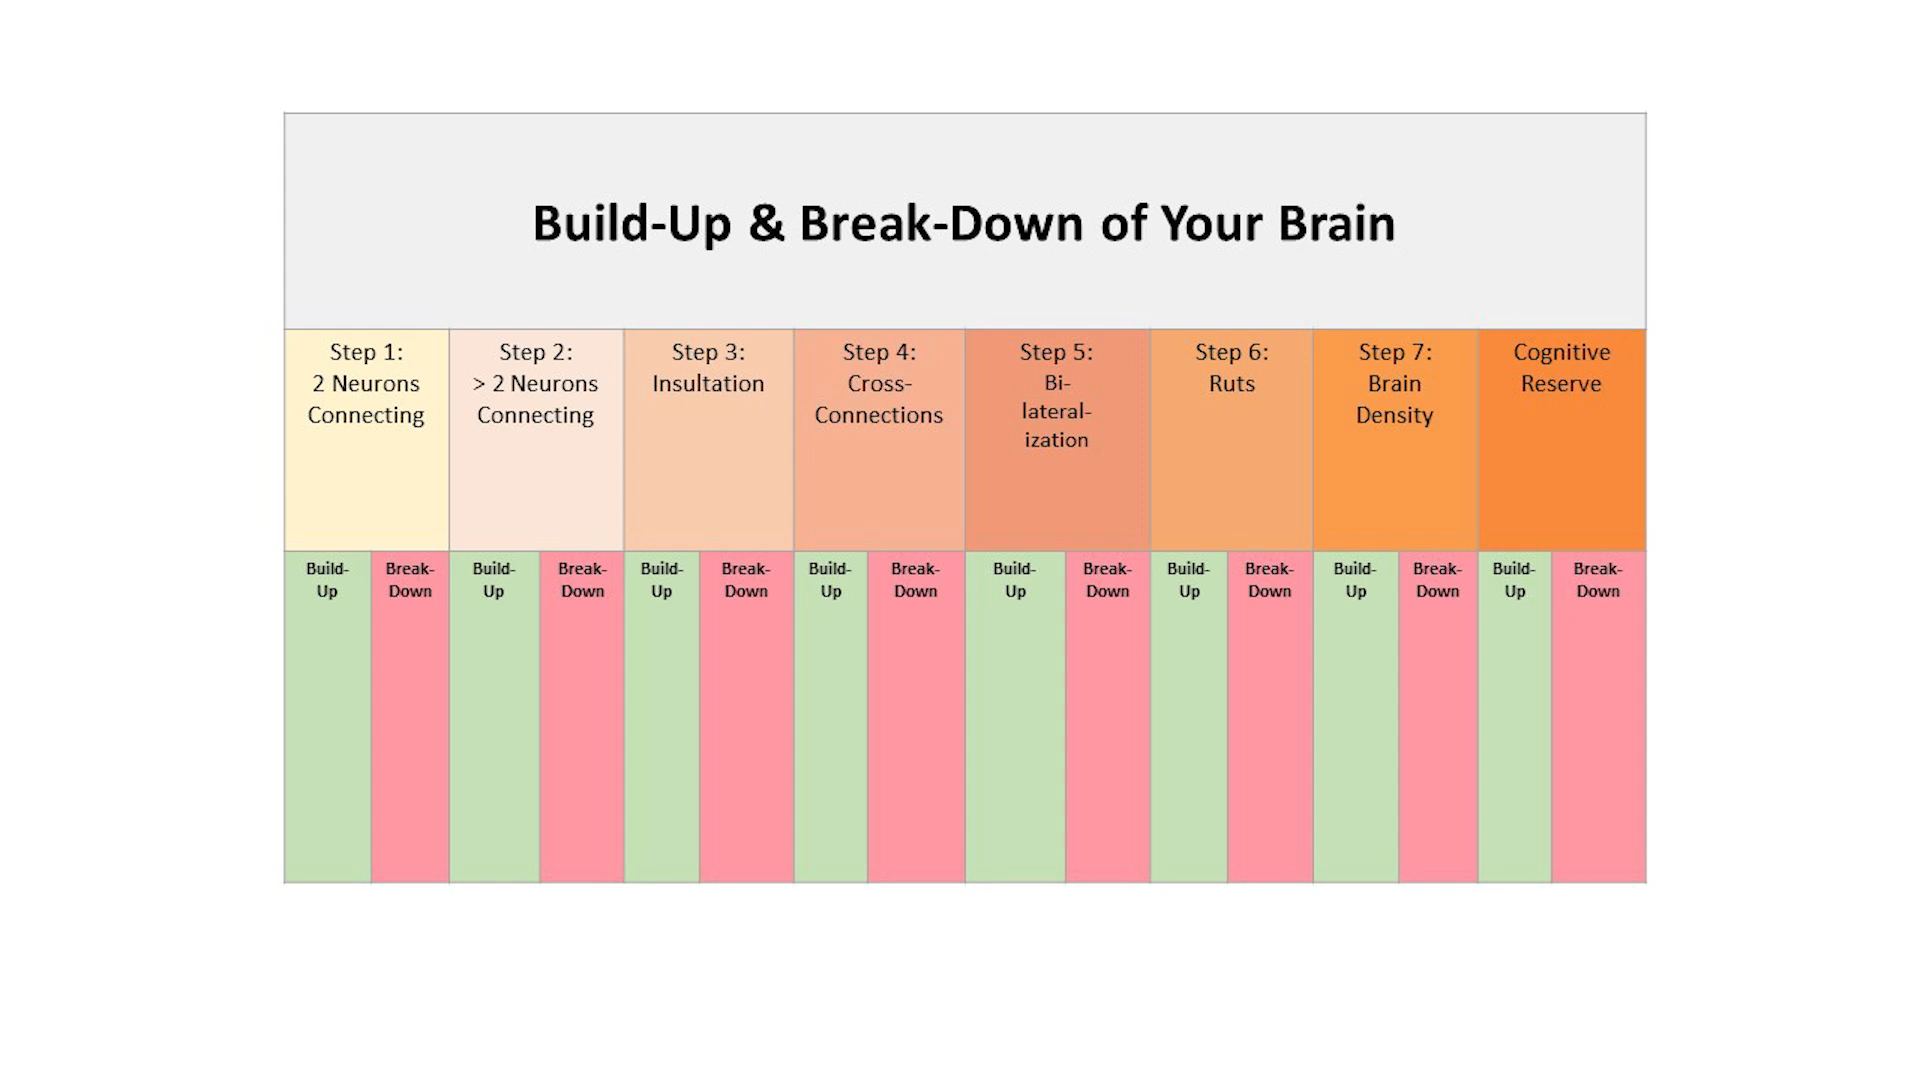 Build-Up & Break-Down of Your Brain
Step 1:
2 Neurons
Connecting
Step 2:
> 2 Neurons
Connecting
Step 3:
Insultation
Step 4:
Cross-
Connections
Step 5:
Bi-
lateral-
ization
Step 6:
Ruts
Step 7:
Brain
Density
Cognitive
Reserve
Build-
Up
Break-
Down
Build-
Up
Break-
Down
Build-
Up
Break-
Down
Build-
Up
Break-
Down
Build-
Up
Break-
Down
Build-
Up
Break-
Down
Build-
Up
Break-
Down
Build-
Up
Break-
Down